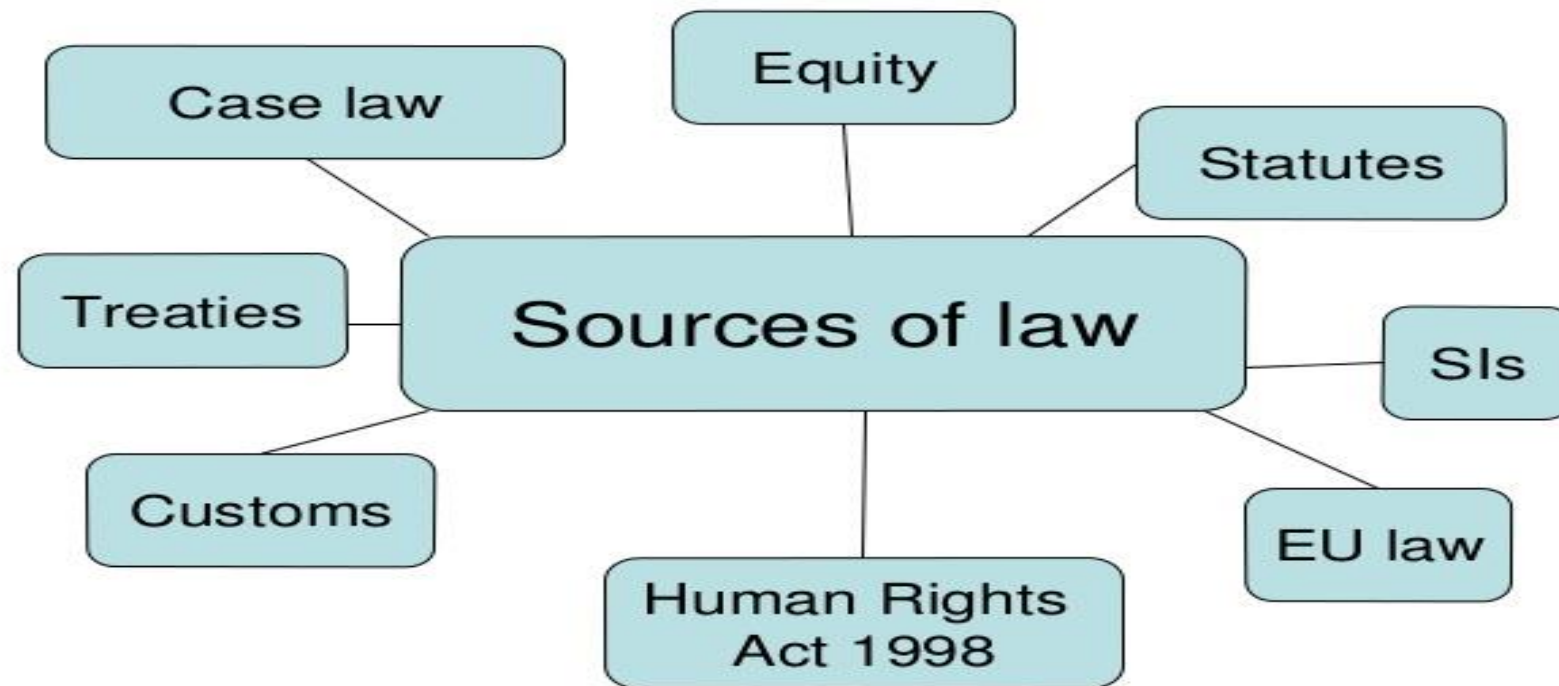 Equity
Case law
Statutes
Treaties
Sources of law
SIs
Customs
EU law
Human Rights
Act 1998